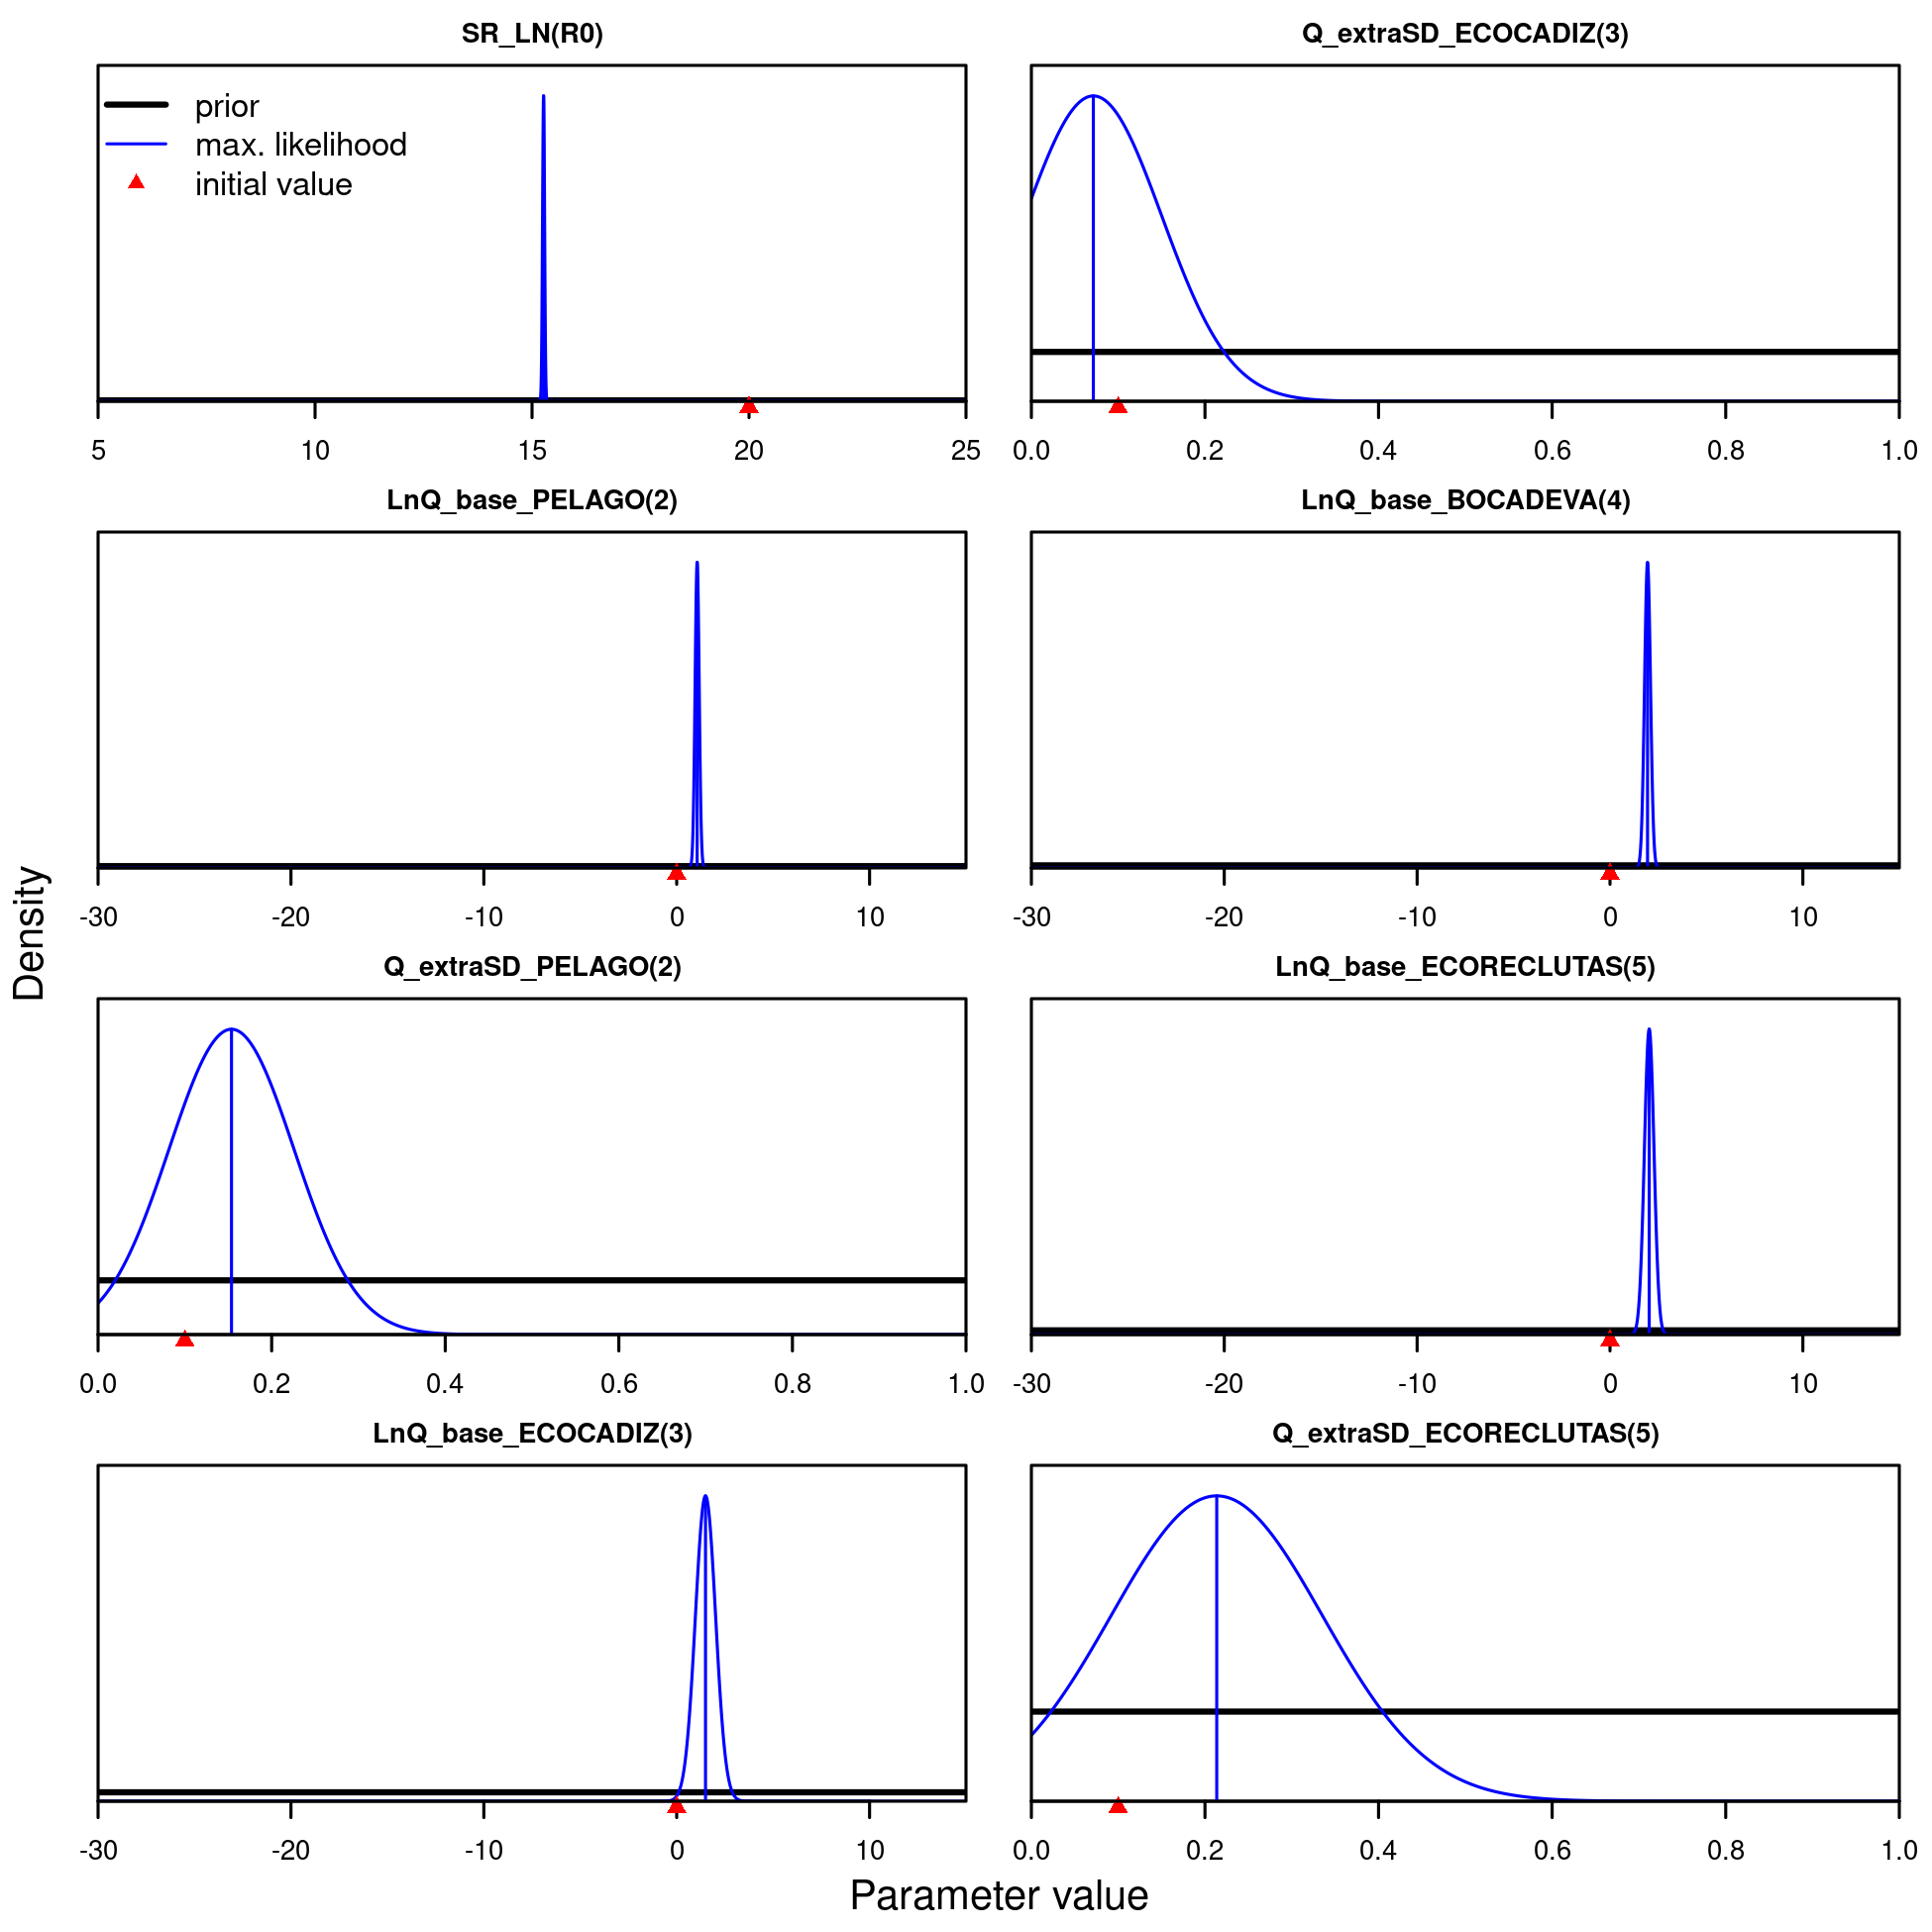 SR_LN(R0)
prior
max. likelihood
initial value
5 10 15 20 25
Q_extraSD_ECOCADIZ(3)
0.0 0.2 0.4 0.6 0.8 1.0
LnQ_base_PELAGO(2)
-30 -20 -10 0 10
LnQ_base_BOCADEVA(4)
-30 -20 -10 0 10
Q_extraSD_PELAGO(2)
0.0 0.2 0.4 0.6 0.8 1.0
LnQ_base_ECORECLUTAS(5)
-30 -20 -10 0 10
LnQ_base_ECOCADIZ(3)
-30 -20 -10 0 10
Q_extraSD_ECORECLUTAS(5)
0.0 0.2 0.4 0.6 0.8 1.0
Density
Parameter value